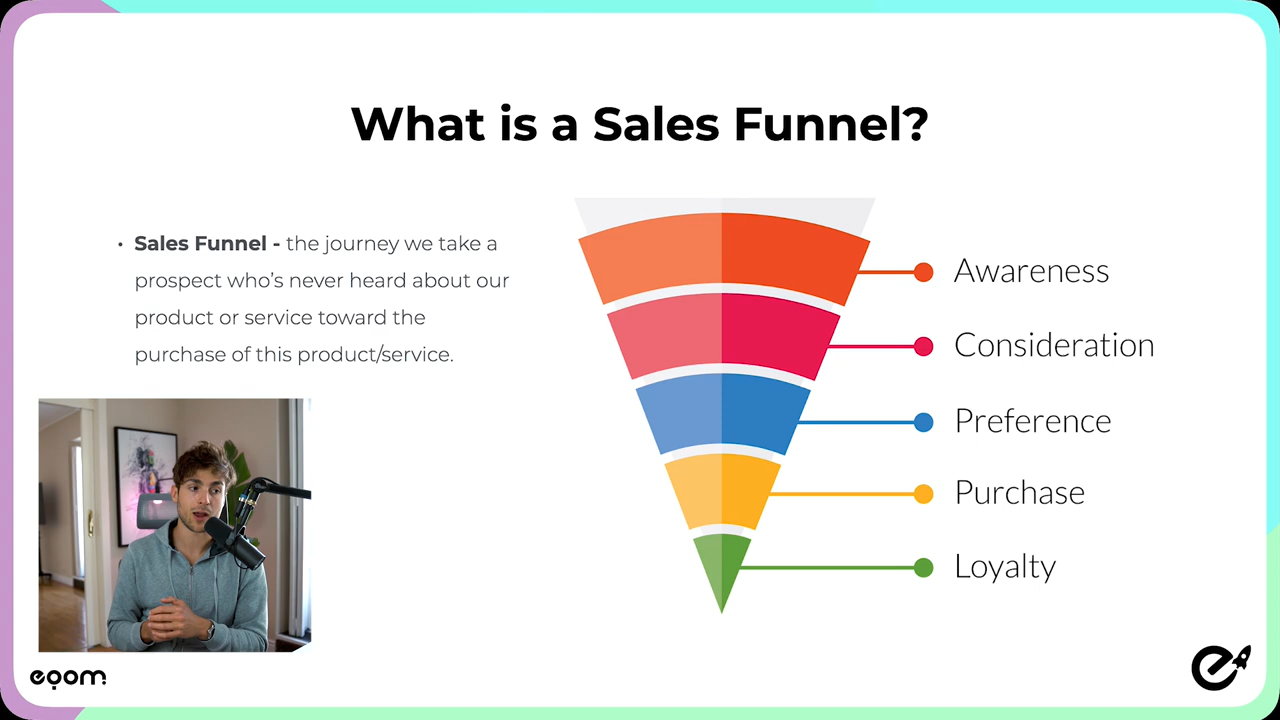 What is a Sales Funnel?
• Sales Funnel - the journey we take a
prospect who’s never heard about our
product or service toward the
purchase of this product/service.
Awareness
Consideration
Preference
Purchase
Loyalty
eqom
e